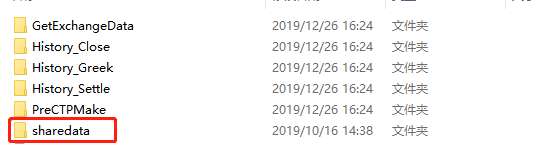 GetExchangeData 2019/12/26 16:24 文件夹
History_Close 2019/12/26 16:24 文件夹
History_Greek 2019/12/26 16:24 文件夹
History_Settle 2019/12/26 16:24 文件夹
PreCTPMake 2019/12/26 16:24 文件夹
sharedata 2019/10/16 14:38 文件夹